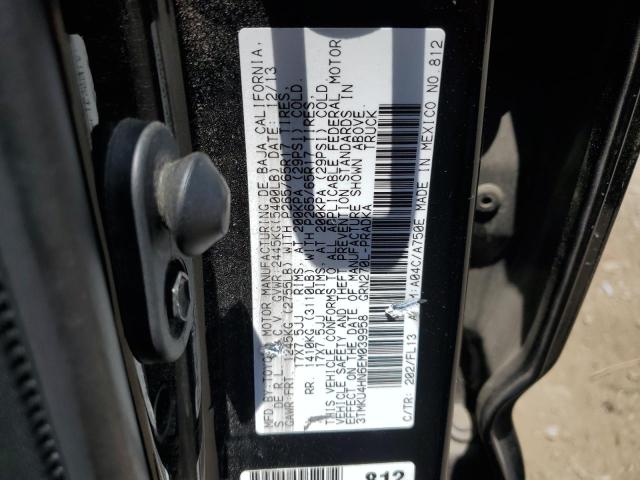 MFD. BY: TOYOTA MOTOR MANUFACTURING DE BAJA CALIFORNIA,
S. DE R.L. DE C.V. GVWR: 2445KG(5400LB) DATE: 12/13
GAWR: FRT. 1245KG (2755LB) WITH P265/65R17 TIRES,
17X7.5JJ RIMS, AT 200KPA (29PSI) COLD.
RR. 1410KG (3110LB) WITH P265/65R17 TIRES,
17X7.5JJ RIMS, AT 200KPA (29PSI) COLD.
THIS VEHICLE CONFORMS TO ALL APPLICABLE FEDERAL MOTOR
VEHICLE SAFETY AND THEFT PREVENTION STANDARDS IN
EFFECT ON THE DATE OF MANUFACTURE SHOWN ABOVE.
3TMKU4HN6EM039958 GRN270L-PRADKA TRUCK
C/TR: 202/FL13 A04C/A750E MADE IN MEXICO NO.812
812